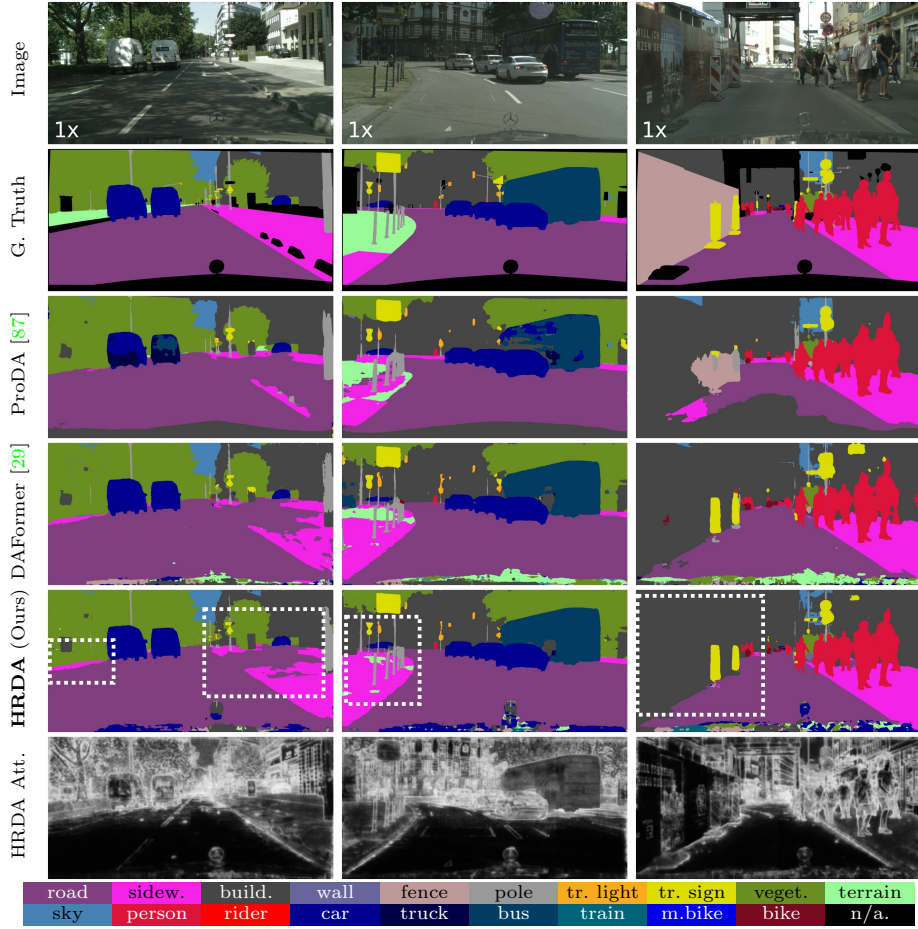 Image
1x
1x
1x
G. Truth
ProDA [87]
DAFormer [29]
HRDA (Ours)
HRDA Att.
road sidew. build. wall fence pole tr. light tr. sign veget. terrain
sky person rider car truck bus train m.bike bike n/a.